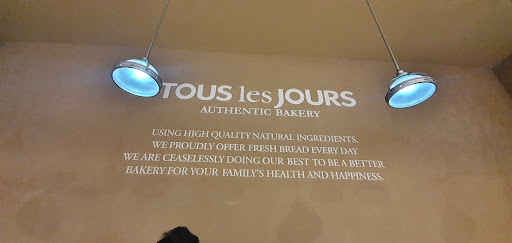 TOUS les JOURS
AUTHENTIC BAKERY
USING HIGH QUALITY NATURAL INGREDIENTS,
WE PROUDLY OFFER FRESH BREAD EVERY DAY
WE ARE CEASELESSLY DOING OUR BEST TO BE A BETTER
BAKERY FOR YOUR FAMILY'S HEALTH AND HAPPINESS.